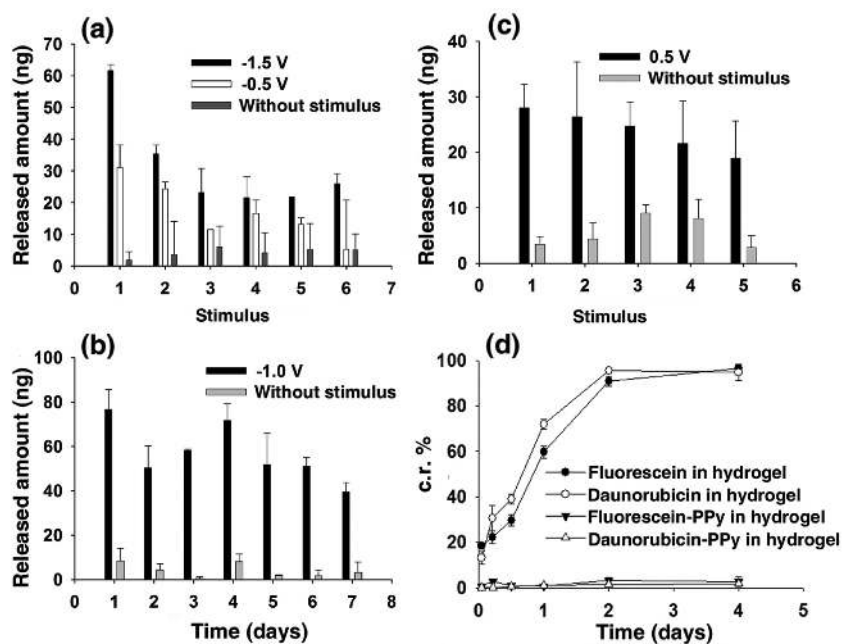 (a)
Released amount (ng)
70
60
50
40
30
20
10
0
-1.5 V
-0.5 V
Without stimulus
0 1 2 3 4 5 6 7
Stimulus
(c)
Released amount (ng)
40
30
20
10
0
0.5 V
Without stimulus
0 1 2 3 4 5 6
Stimulus
(b)
Released amount (ng)
100
80
60
40
20
0
-1.0 V
Without stimulus
0 1 2 3 4 5 6 7 8
Time (days)
(d)
c.r. %
100
80
60
40
20
0
Fluorescein in hydrogel
Daunorubicin in hydrogel
Fluorescein-PPy in hydrogel
Daunorubicin-PPy in hydrogel
0 1 2 3 4 5
Time (days)